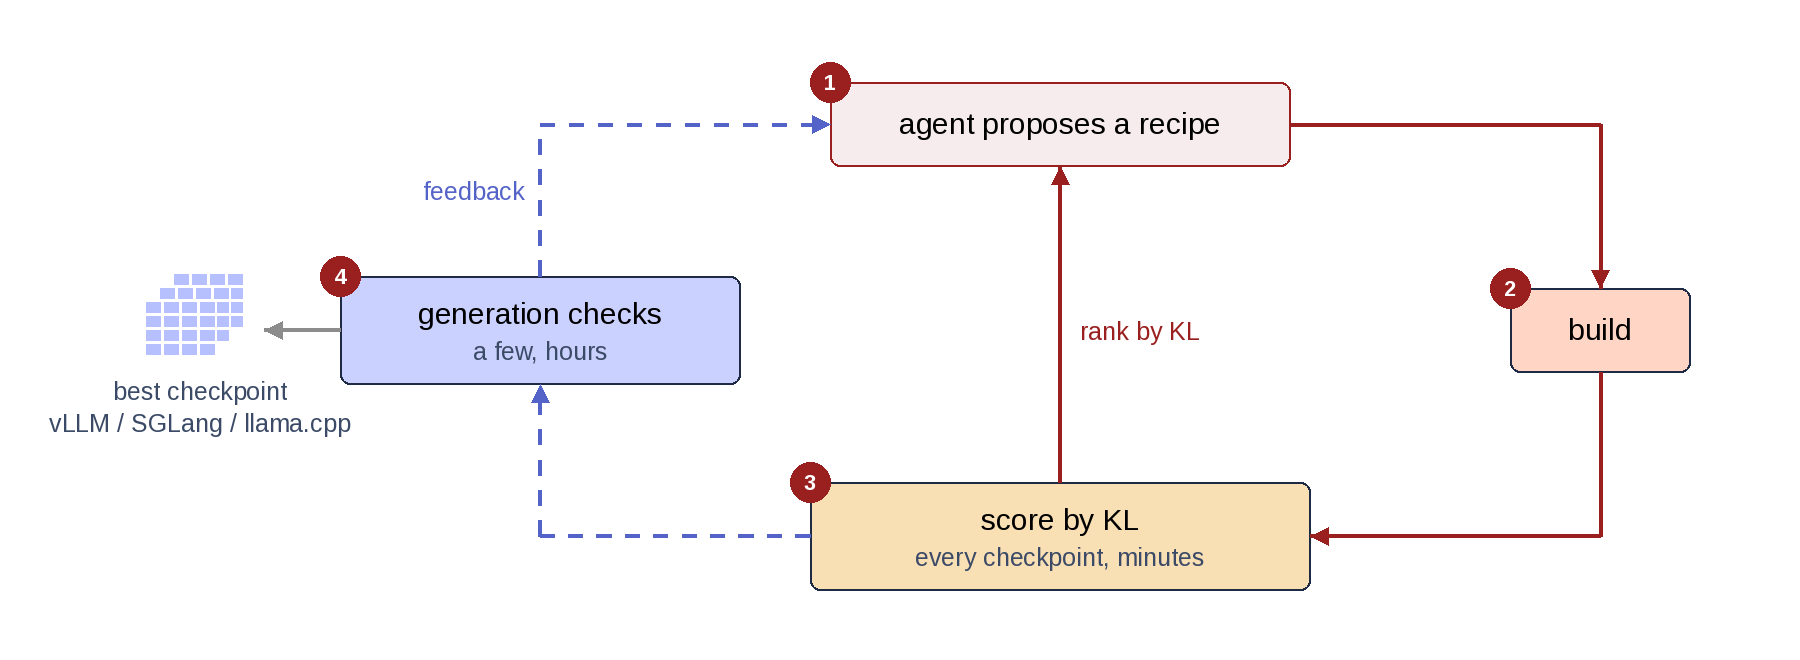 1
agent proposes a recipe
feedback
4
generation checks
a few, hours
2
build
rank by KL
best checkpoint
vLLM / SGLang / llama.cpp
3
score by KL
every checkpoint, minutes